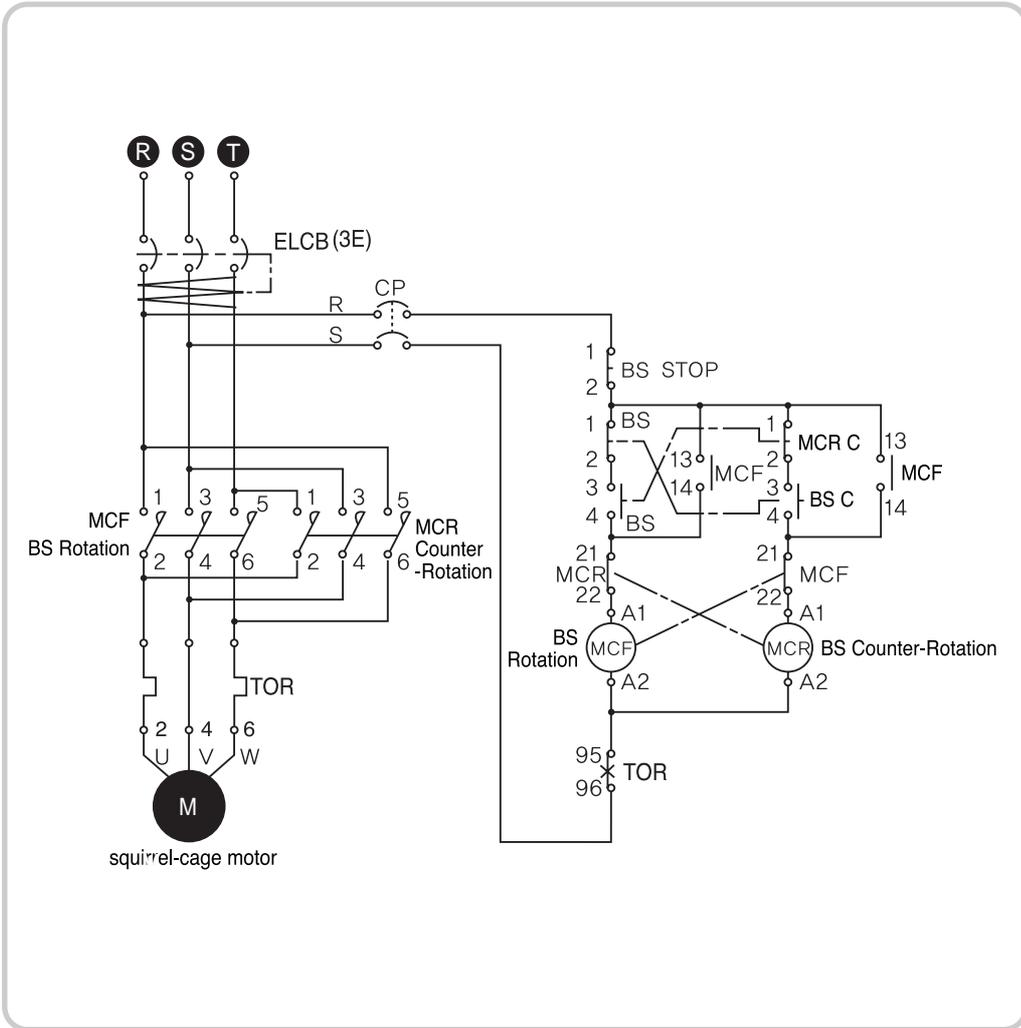 R S T
ELCB (3E)
CP
R
S
1
BS STOP
2
1 BS
1
MCR C
13
2
13
MCF
2
MCF
3
14
3
BS C
14
4 BS
4
1 3 5 1 3 5
MCF
BS Rotation
MCR
Counter
-Rotation
2 4 6 2 4 6
21
21
MCR
MCF
22
22
A1
A1
BS
Rotation
MCF
MCR
BS Counter-Rotation
A2
A2
TOR
2 4 6
U V W
95
TOR
96
M
squirrel-cage motor